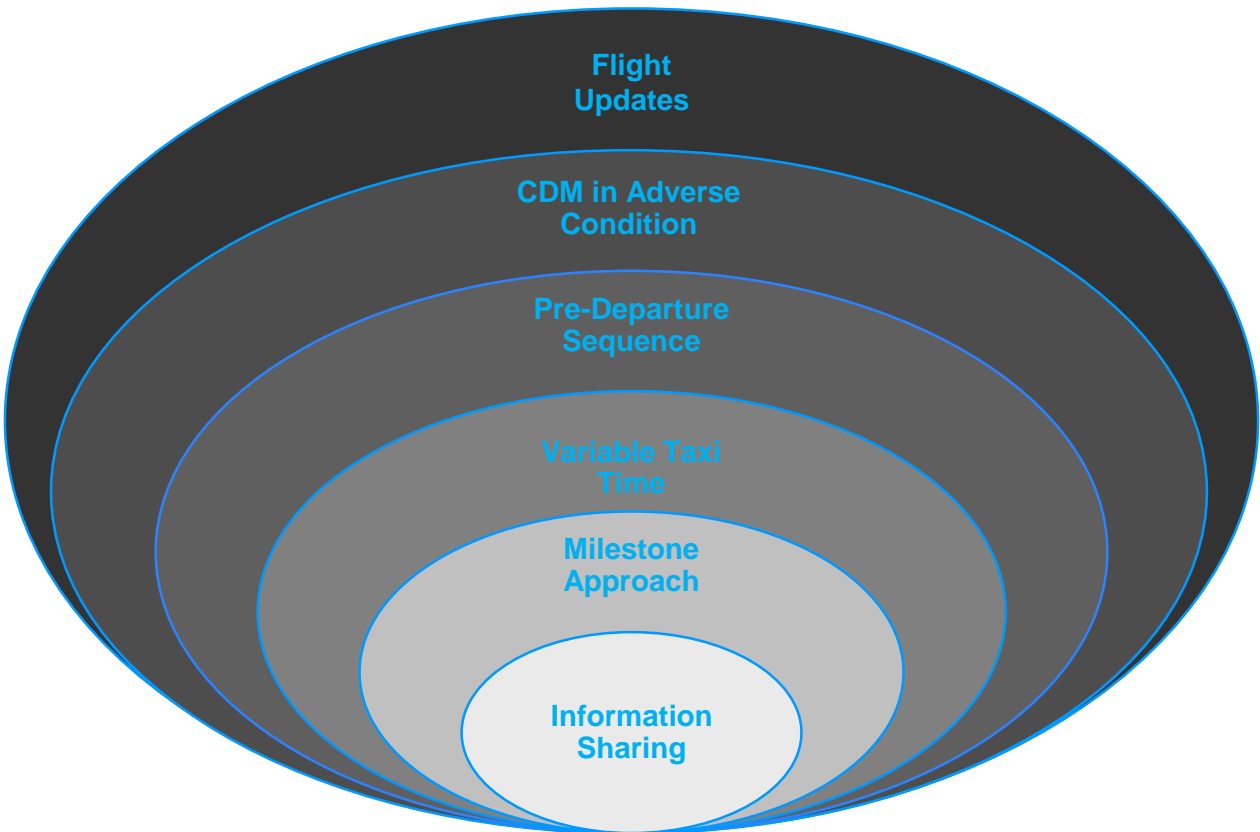 Flight
Updates
CDM in Adverse
Condition
Pre-Departure
Sequence
Variable Taxi
Time
Milestone
Approach
Information
Sharing